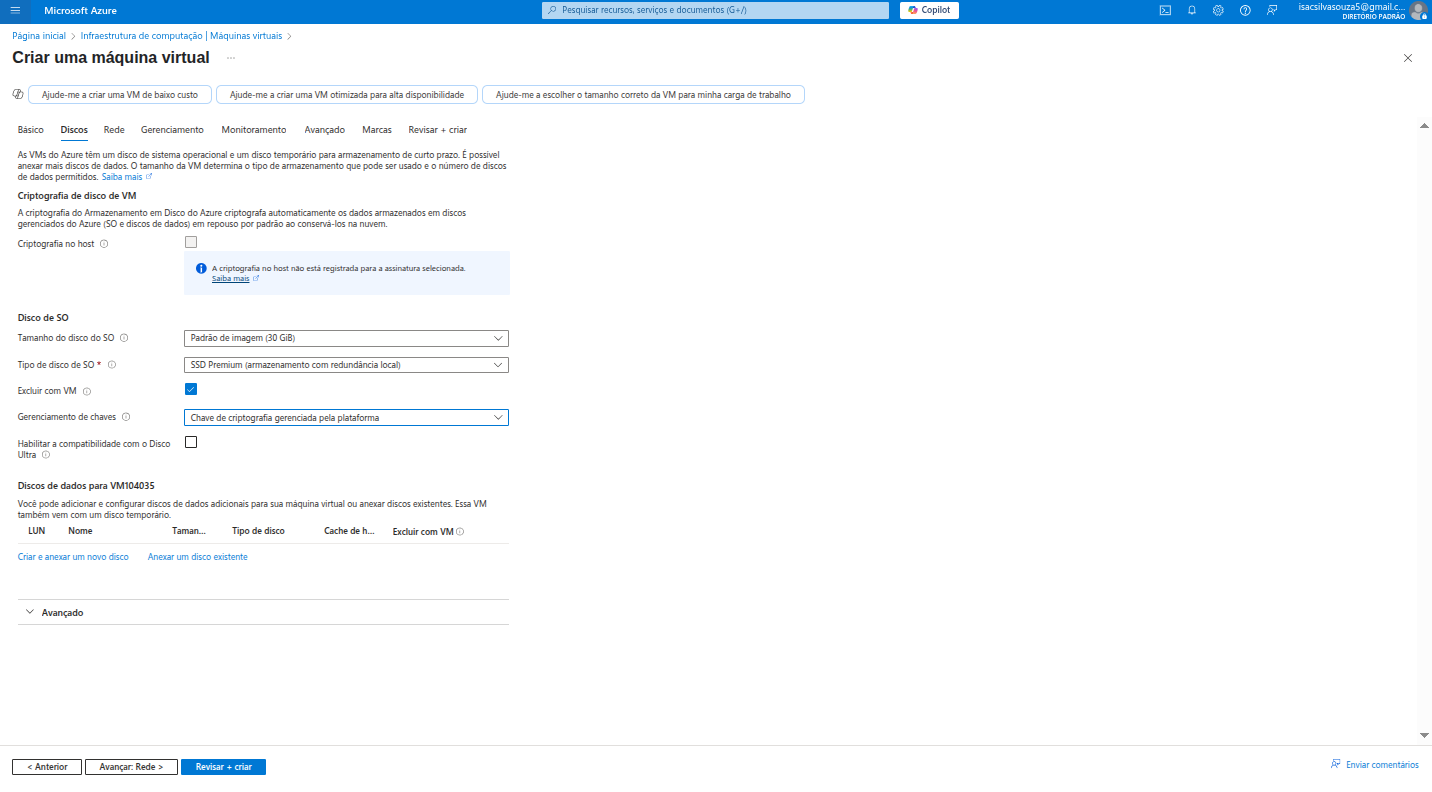 Microsoft Azure
Pesquisar recursos, serviços e documentos (G+/)
Copilot
isacsilvasouza5@gmail.c...
DIRETÓRIO PADRÃO
Página inicial > Infraestrutura de computação | Máquinas virtuais >
Criar uma máquina virtual ...
Ajude-me a criar uma VM de baixo custo
Ajude-me a criar uma VM otimizada para alta disponibilidade
Ajude-me a escolher o tamanho correto da VM para minha carga de trabalho
Básico Discos Rede Gerenciamento Monitoramento Avançado Marcas Revisar + criar
As VMs do Azure têm um disco de sistema operacional e um disco temporário para armazenamento de curto prazo. É possível
anexar mais discos de dados. O tamanho da VM determina o tipo de armazenamento que pode ser usado e o número de discos
de dados permitidos. Saiba mais
Criptografia de disco de VM
A criptografia do Armazenamento em Disco do Azure criptografa automaticamente os dados armazenados em discos
gerenciados do Azure (SO e discos de dados) em repouso por padrão ao conservá-los na nuvem.
Criptografia no host
A criptografia no host não está registrada para a assinatura selecionada.
Saiba mais
Disco de SO
Tamanho do disco do SO
Padrão de imagem (30 GiB)
Tipo de disco de SO *
SSD Premium (armazenamento com redundância local)
Excluir com VM
Gerenciamento de chaves
Chave de criptografia gerenciada pela plataforma
Habilitar a compatibilidade com o Disco
Ultra
Discos de dados para VM104035
Você pode adicionar e configurar discos de dados adicionais para sua máquina virtual ou anexar discos existentes. Essa VM
também vem com um disco temporário.
LUN Nome Taman... Tipo de disco Cache de h... Excluir com VM
Criar e anexar um novo disco Anexar um disco existente
Avançado
< Anterior
Avançar: Rede >
Revisar + criar
Enviar comentários